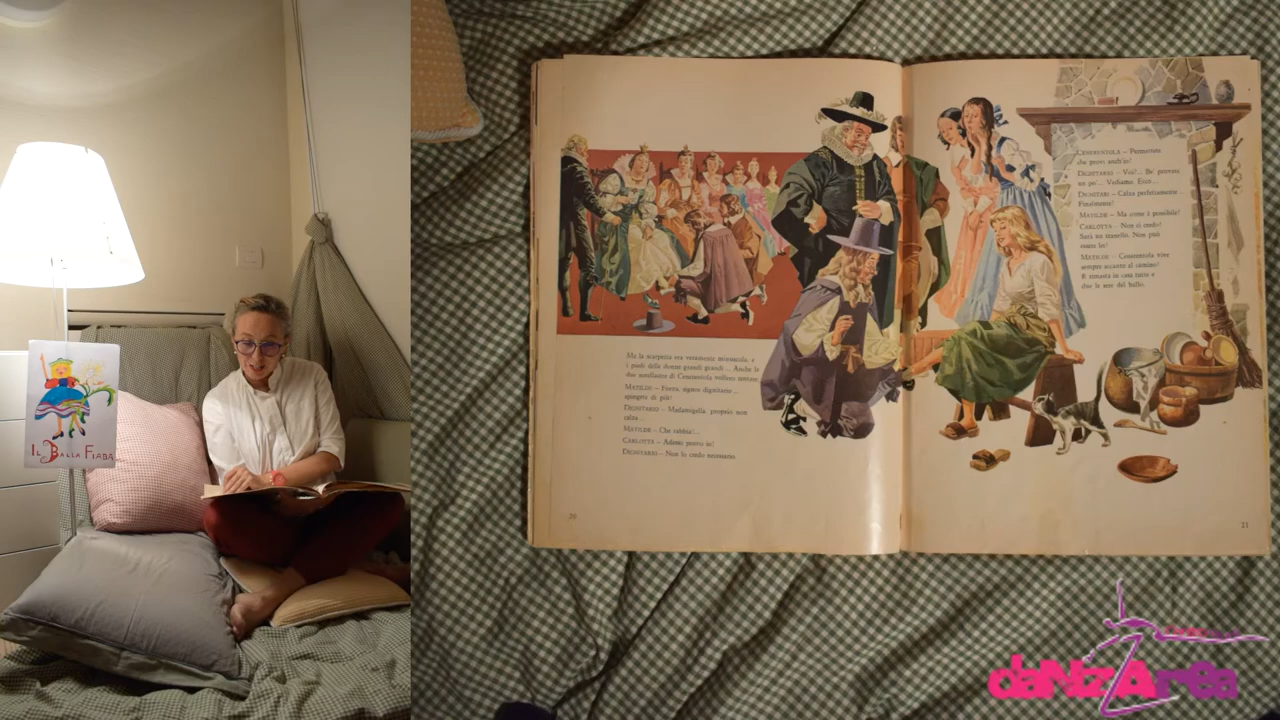 IL BALLA FIABA
Ma la scarpetta era veramente minuscola, e
i piedi delle donne grandi grandi... Anche le
due sorellastre di Cenerentola vollero tentare
MATILDE – Forza, signor dignitario...
spingete di più!
DIGNITARIO – Madamigella, proprio non
calza...
MATILDE – Che rabbia!...
CARLOTTA – Adesso provo io!
DIGNITARIO – Non lo credo necessario.
20
CENERENTOLA – Permettete
che provi anch'io?
DIGNITARIO – Voi?... Be' provate
un po'... Vediamo. Ecco...
DIGNITARI – Calza perfettamente
Finalmente!
MATILDE – Ma come è possibile?
CARLOTTA – Non ci credo!
Sarà un tranello. Non può
essere lei!
MATILDE – Cenerentola vive
sempre accanto al camino!
È rimasta in casa tutte e
due le sere del ballo.
21
daNzArea